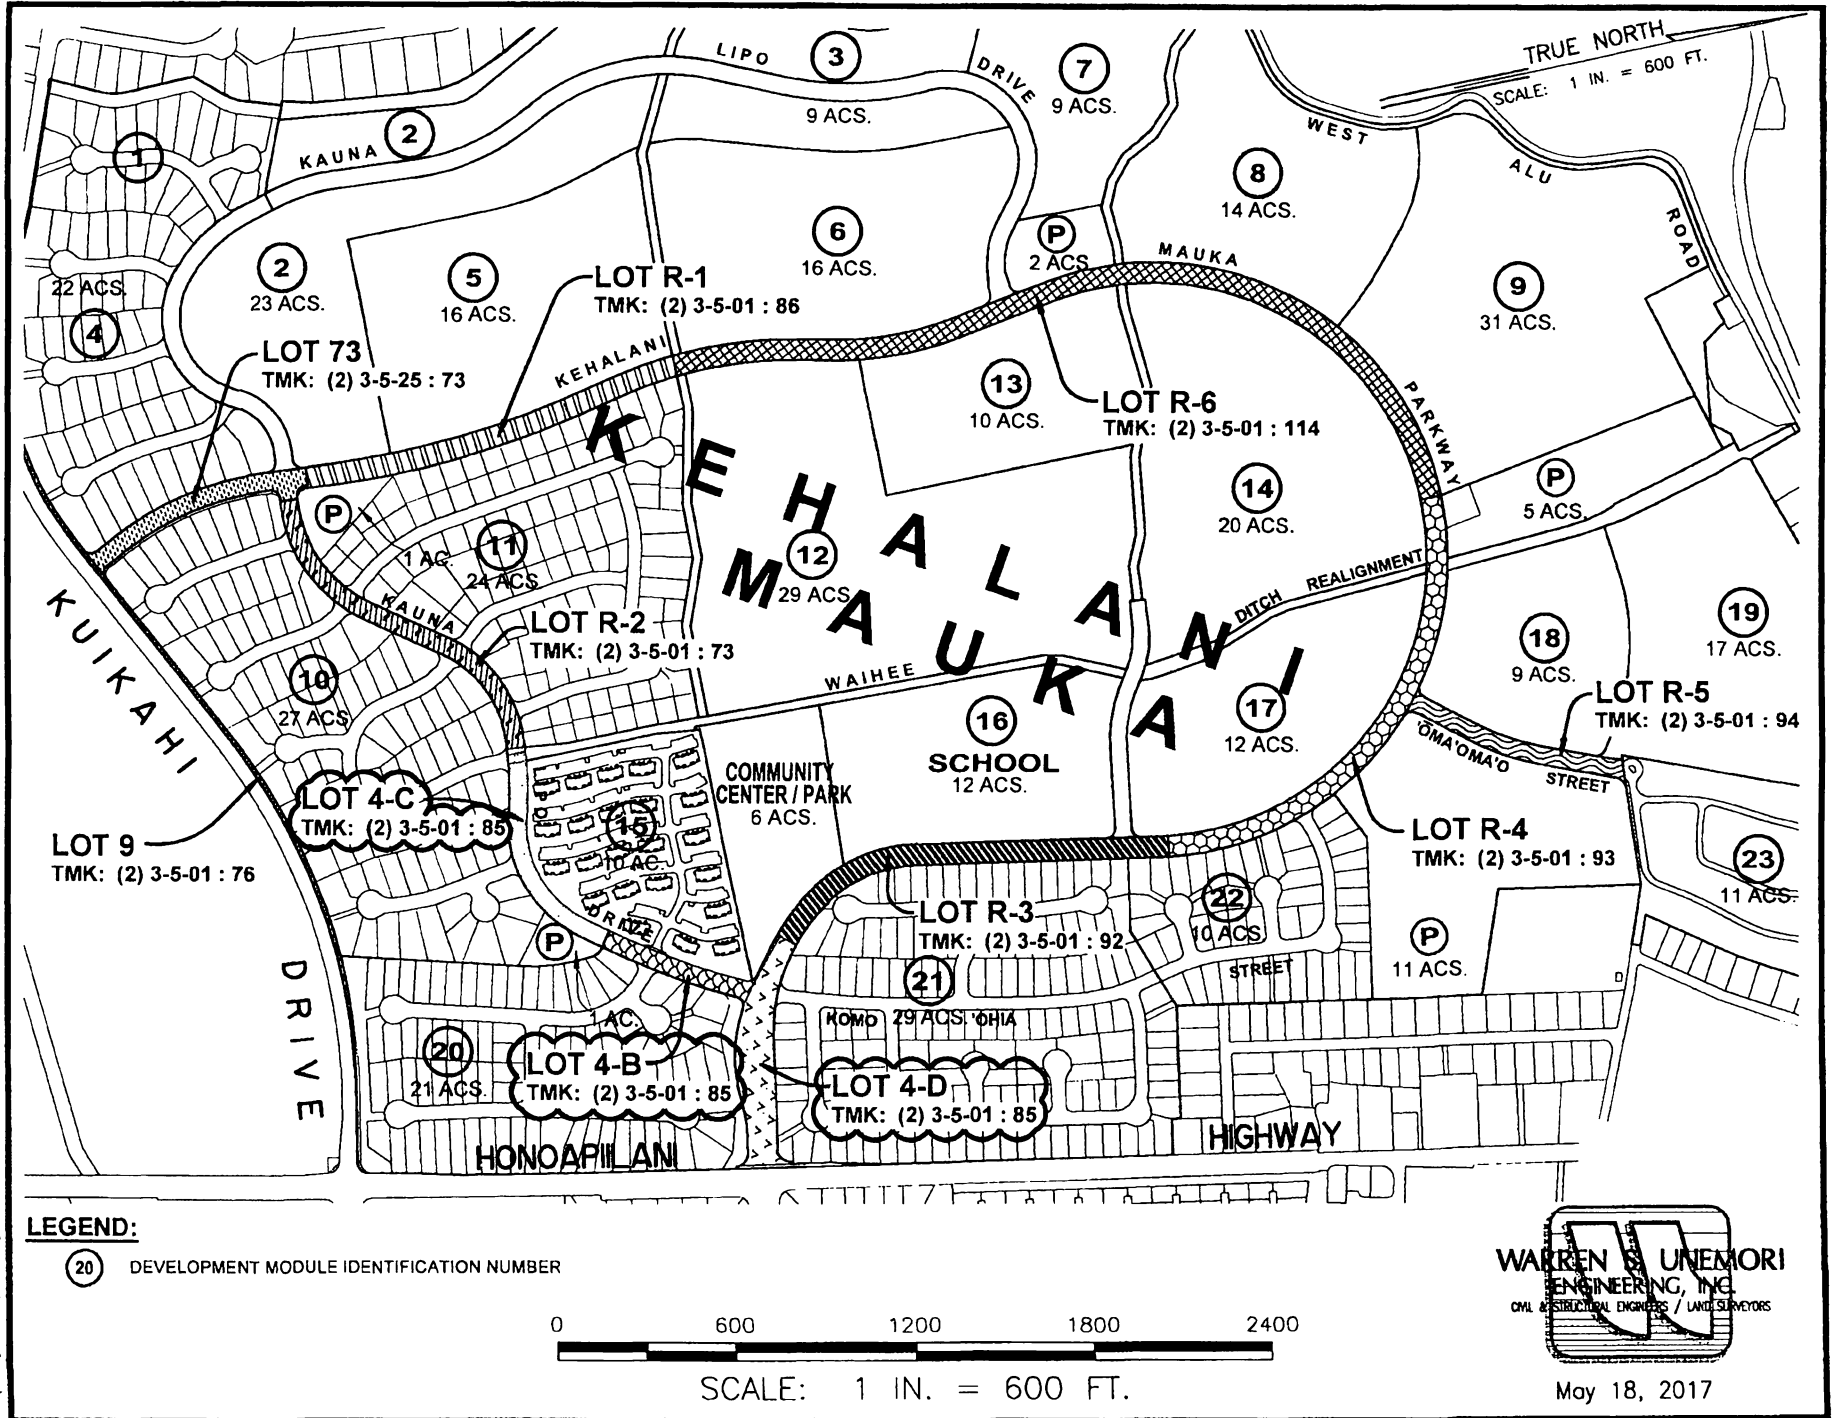 TRUE NORTH
SCALE: 1 IN. = 600 FT.
LIPO
DRIVE
3
9 ACS.
7
9 ACS.
WEST
ALU
ROAD
KAUNA
2
1
8
14 ACS.
6
16 ACS.
P
2 ACS.
MAUKA
2
23 ACS.
5
16 ACS.
22 ACS.
4
9
31 ACS.
LOT R-1
TMK: (2) 3-5-01 : 86
LOT 73
TMK: (2) 3-5-25 : 73
KEHALANI
13
10 ACS.
LOT R-6
TMK: (2) 3-5-01 : 114
PARKWAY
KEHALANI
MAUKA
P
1 AC.
11
24 ACS
12
29 ACS
14
20 ACS.
P
5 ACS.
DITCH
REALIGNMENT
KAUNA
LOT R-2
TMK: (2) 3-5-01 : 73
WAIHEE
10
27 ACS
KUIKAHI
DRIVE
16
SCHOOL
12 ACS.
17
12 ACS.
18
9 ACS.
19
17 ACS.
LOT R-5
TMK: (2) 3-5-01 : 94
'ŌMA'OMA'O
STREET
COMMUNITY
CENTER / PARK
6 ACS.
LOT 4-C
TMK: (2) 3-5-01 : 85
15
10 AC.
LOT 9
TMK: (2) 3-5-01 : 76
LOT R-4
TMK: (2) 3-5-01 : 93
23
11 ACS.
DRIVE
P
1 AC.
LOT R-3
TMK: (2) 3-5-01 : 92
22
10 ACS.
P
11 ACS.
STREET
21
29 ACS.
KOMO 'OHIA
20
21 ACS.
LOT 4-B
TMK: (2) 3-5-01 : 85
LOT 4-D
TMK: (2) 3-5-01 : 85
HONOAPIILANI
HIGHWAY
LEGEND:
20 DEVELOPMENT MODULE IDENTIFICATION NUMBER
WARREN S. UNEMORI
ENGINEERING, INC.
CIVIL & STRUCTURAL ENGINEERS / LAND SURVEYORS
0 600 1200 1800 2400
SCALE: 1 IN. = 600 FT.
May 18, 2017